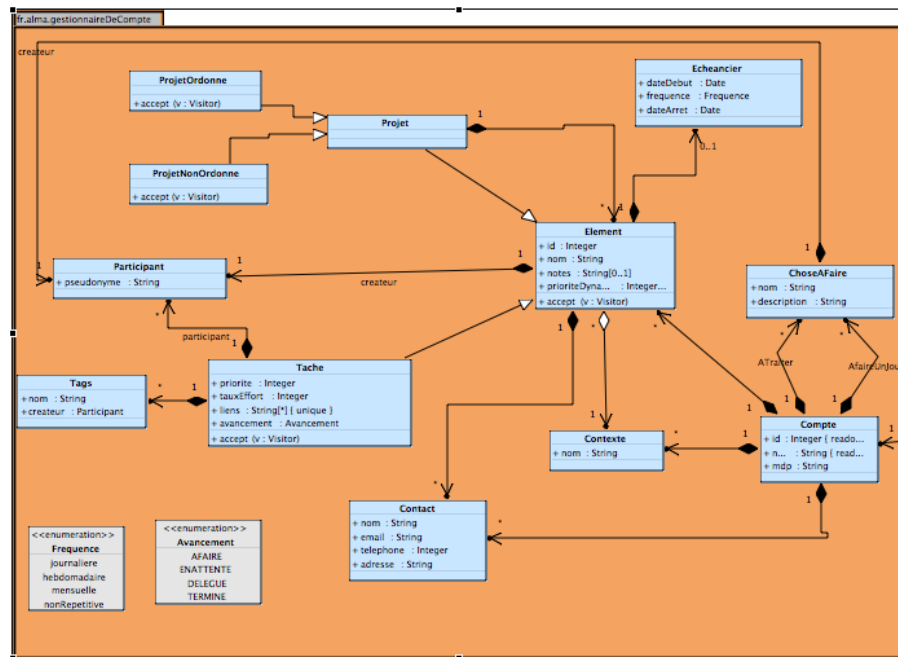 fr.alma.gestionnaireDeCompte
createur
ProjetOrdonne
+ accept (v : Visitor)
Projet
1
Echeancier
+ dateDebut : Date
+ frequence : Frequence
+ dateArret : Date
0..1
ProjetNonOrdonne
+ accept (v : Visitor)
* 1
Element
+ id : Integer
+ nom : String
+ notes : String[0..1]
+ prioriteDyna... : Integer...
+ accept (v : Visitor)
1
Participant
+ pseudonyme : String
1
createur
1
1
ChoseAFaire
+ nom : String
+ description : String
*
participant
1
1
*
*
*
*
ATraiter
AfaireUnJou
Tache
+ priorite : Integer
+ tauxEffort : Integer
+ liens : String[*] { unique }
+ avancement : Avancement
+ accept (v : Visitor)
Tags
+ nom : String
+ createur : Participant
*
1
1
Contexte
+ nom : String
*
1
1
1
1
Compte
+ id : Integer { reado...
+ n... : String { read...
+ mdp : String
1
1
*
Contact
+ nom : String
+ email : String
+ telephone : Integer
+ adresse : String
*
<<enumeration>>
Frequence
journaliere
hebdomadaire
mensuelle
nonRepetitive
<<enumeration>>
Avancement
AFAIRE
ENATTENTE
DELEGUE
TERMINE